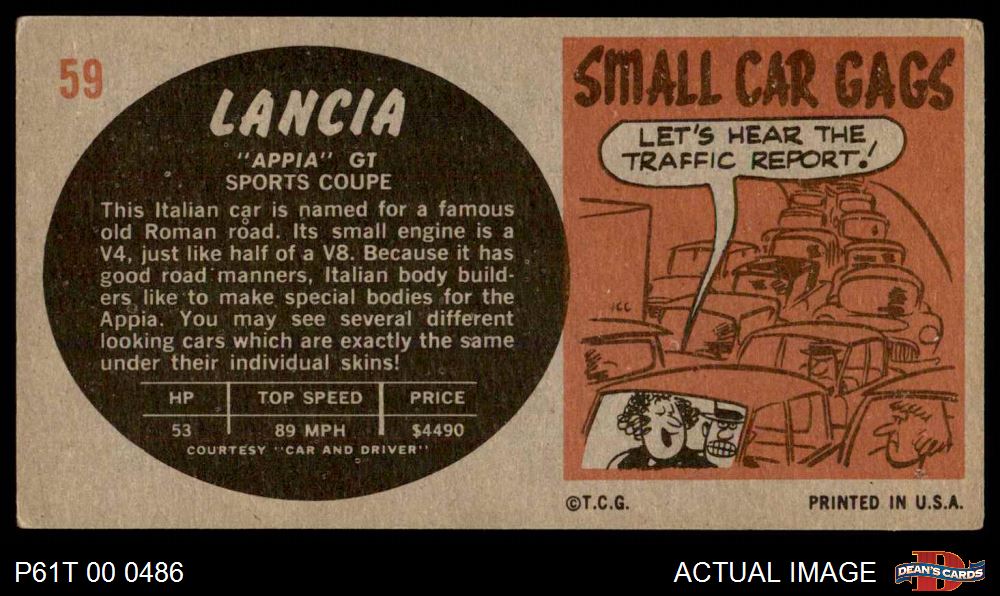 59
LANCIA
"APPIA" GT
SPORTS COUPE
This Italian car is named for a famous
old Roman road. Its small engine is a
V4, just like half of a V8. Because it has
good road manners, Italian body build-
ers like to make special bodies for the
Appia. You may see several different
looking cars which are exactly the same
under their individual skins!
HP TOP SPEED PRICE
53 89 MPH $4490
COURTESY "CAR AND DRIVER"
SMALL CAR GAGS
LET'S HEAR THE
TRAFFIC REPORT!
ICC
©T.C.G. PRINTED IN U.S.A.
P61T 00 0486
ACTUAL IMAGE
DEAN'S CARDS